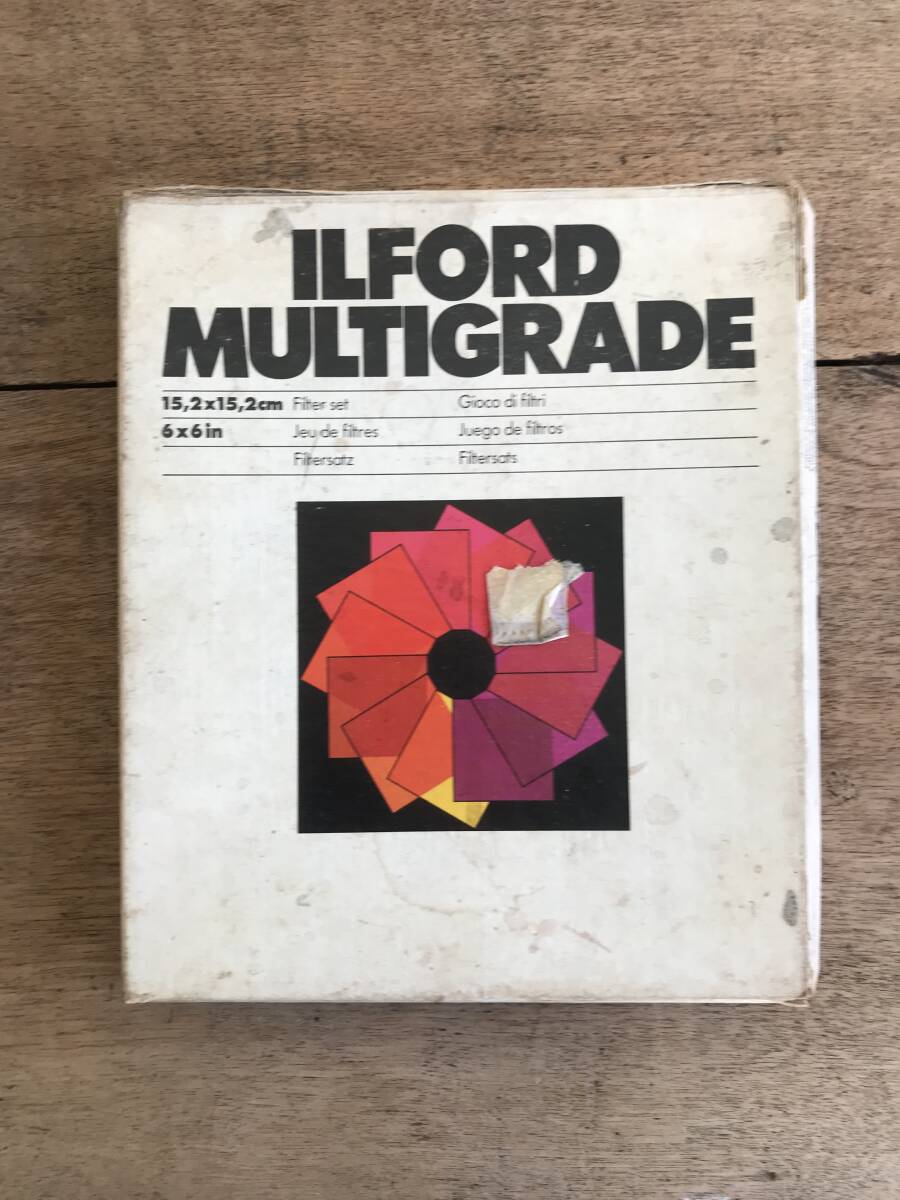 ILFORD
MULTIGRADE
15,2x15,2cm Filter set Gioco di filtri
6x6in Jeu de filtres Juego de filtros
Filtersatz Filtersats